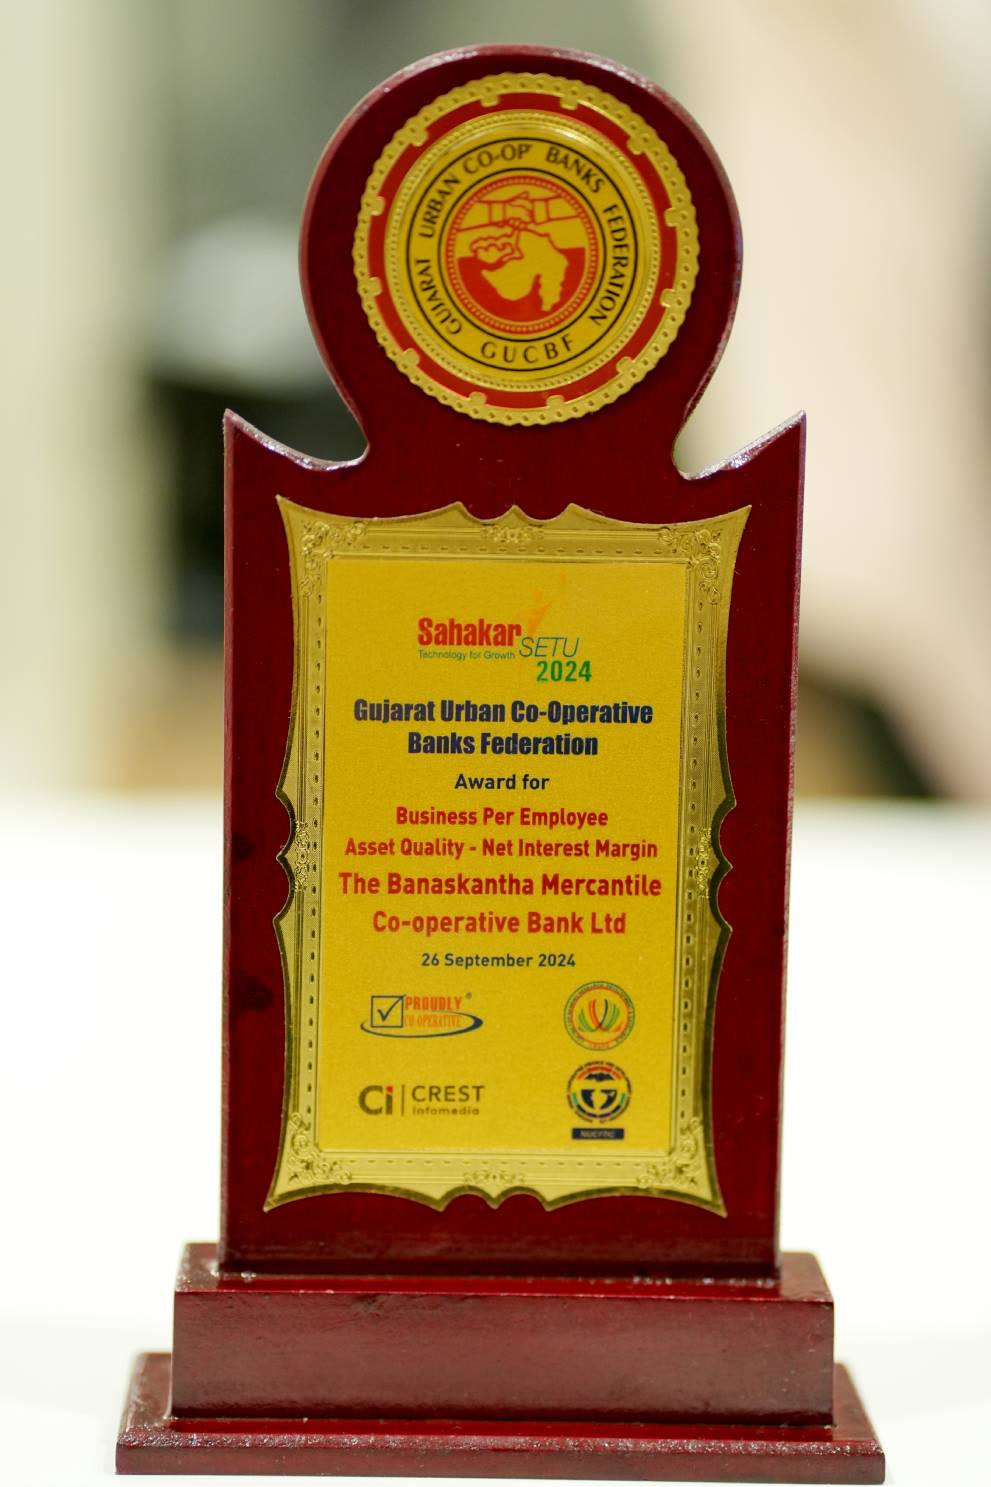 GUJARAT URBAN CO-OP BANKS FEDERATION
GUCBF
Sahakar
SETU
Technology for Growth
2024
Gujarat Urban Co-Operative
Banks Federation
Award for
Business Per Employee
Asset Quality - Net Interest Margin
The Banaskantha Mercantile
Co-operative Bank Ltd
26 September 2024
PROUDLY
CO-OPERATIVE
Ci CREST
Infomedia